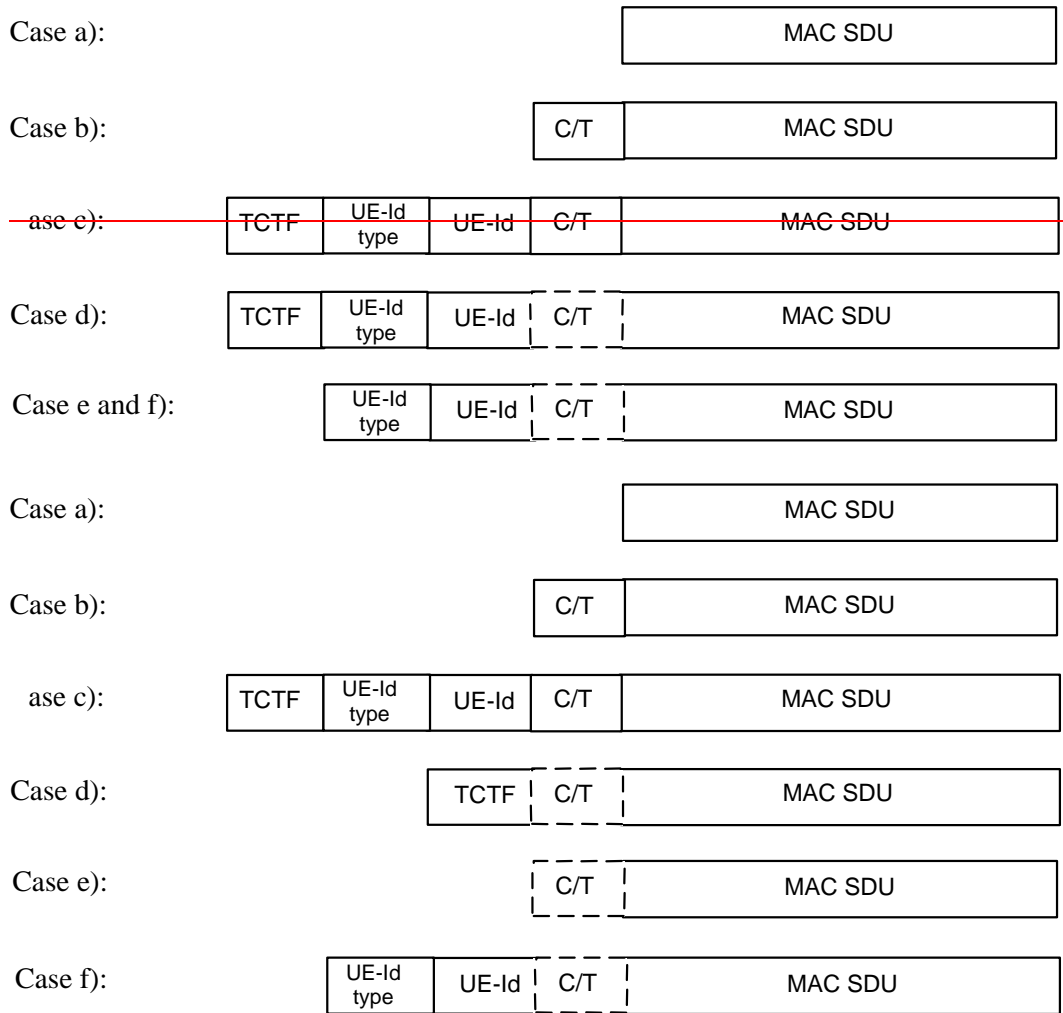 Case a): MAC SDU
Case b): C/T MAC SDU
ase c): TCTF UE-Id type UE-Id C/T MAC SDU
Case d): TCTF UE-Id type UE-Id C/T MAC SDU
Case e and f): UE-Id type UE-Id C/T MAC SDU
Case a): MAC SDU
Case b): C/T MAC SDU
ase c): TCTF UE-Id type UE-Id C/T MAC SDU
Case d): TCTF C/T MAC SDU
Case e): C/T MAC SDU
Case f): UE-Id type UE-Id C/T MAC SDU